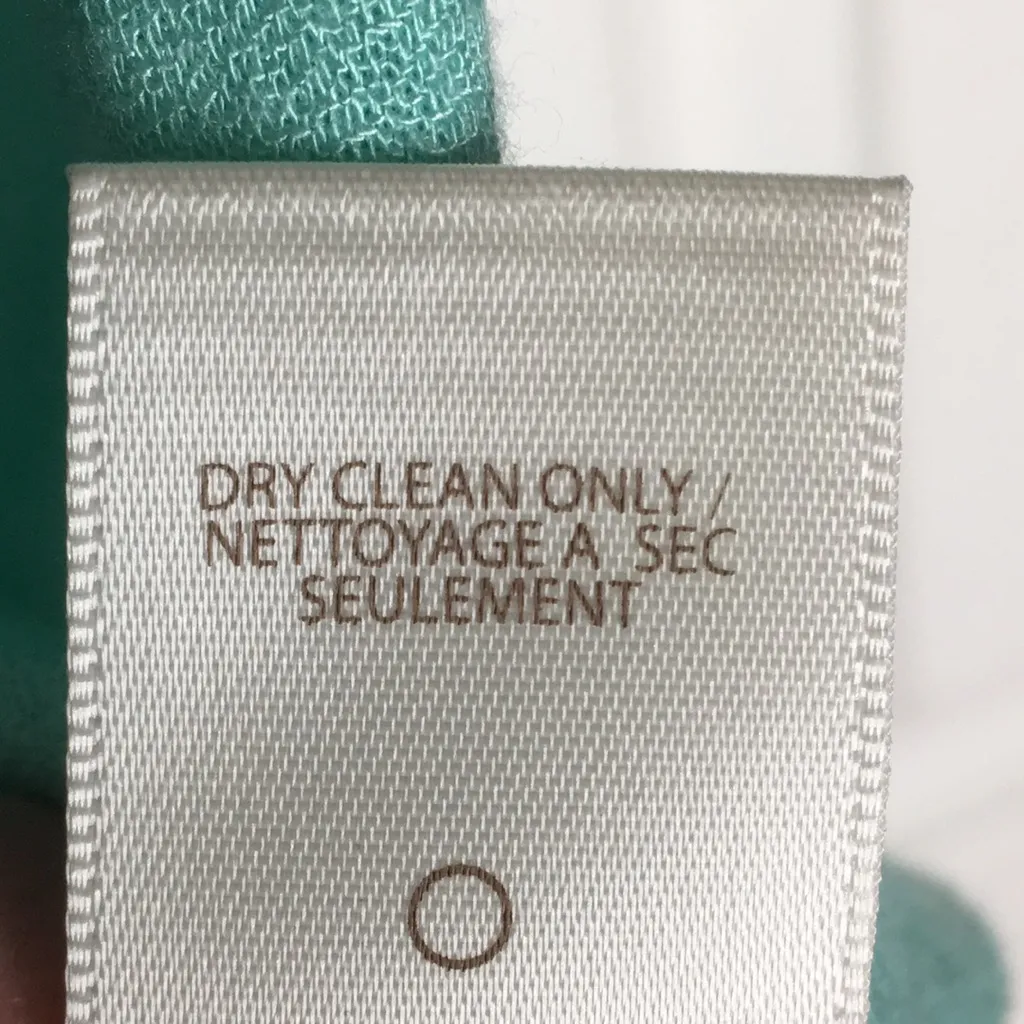 DRY CLEAN ONLY /
NETTOYAGE A SEC
SEULEMENT